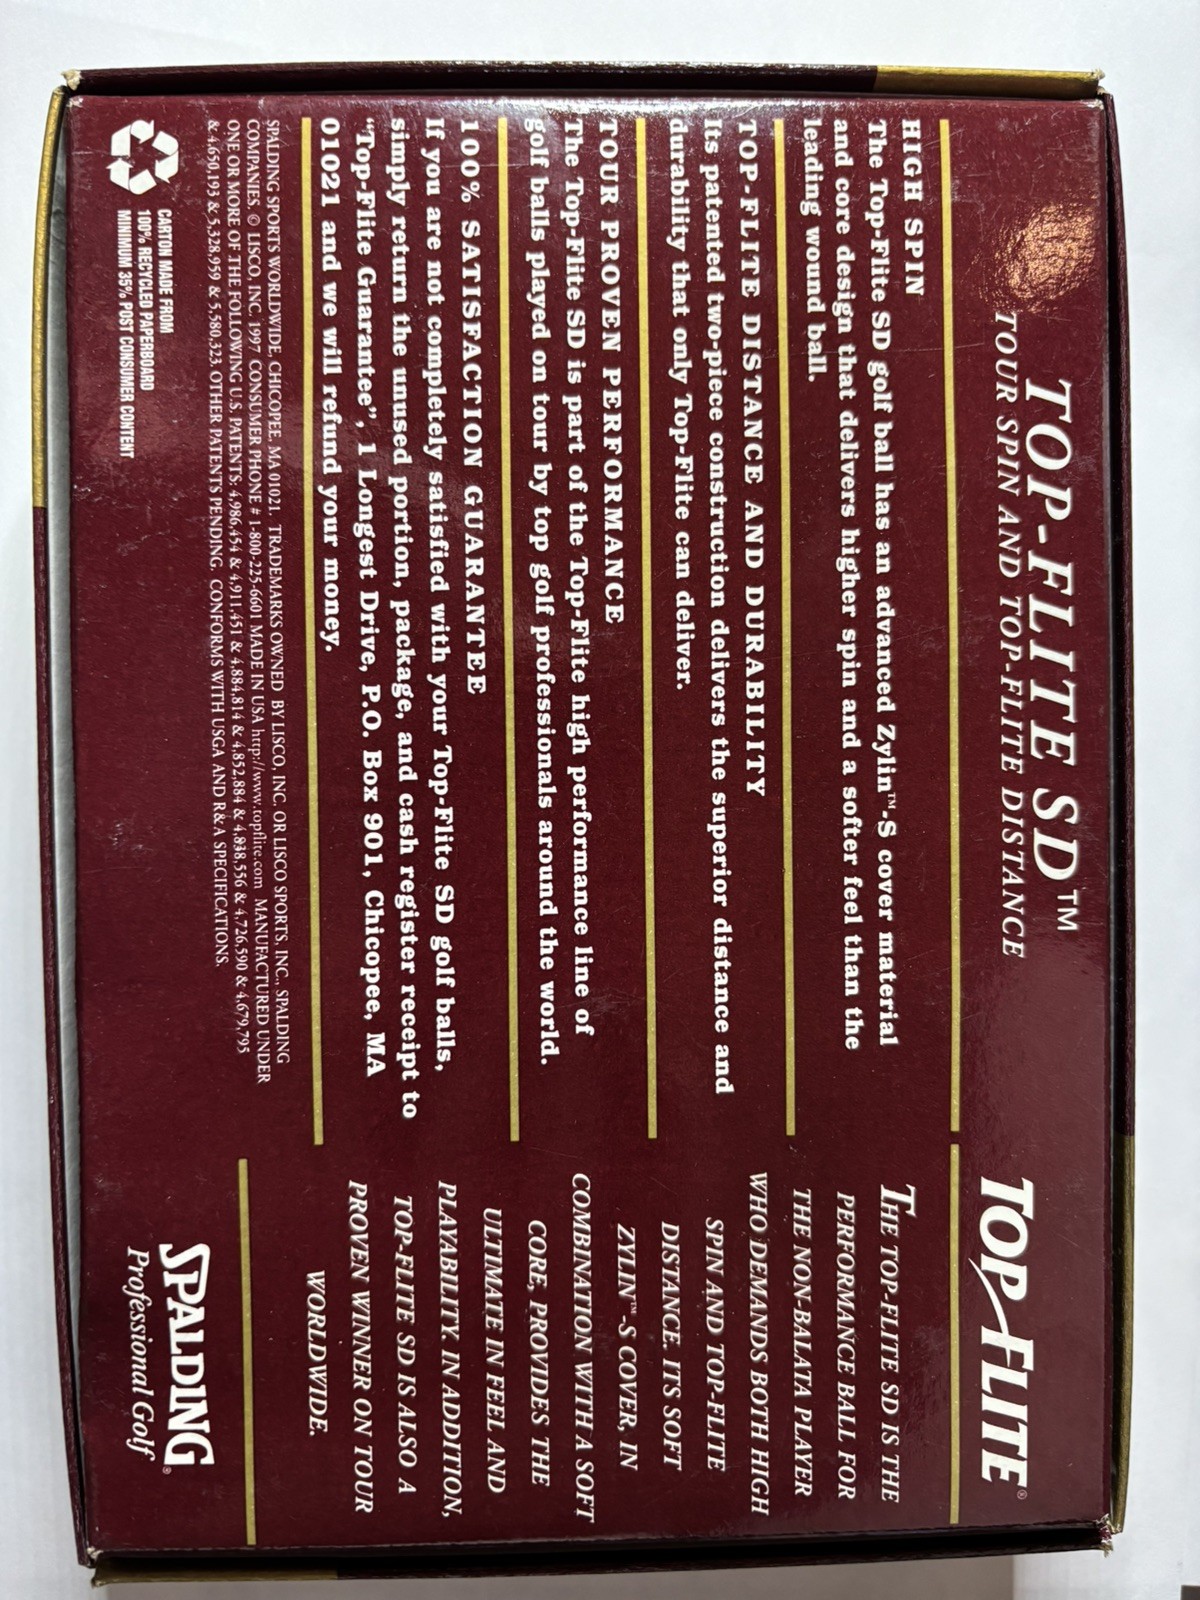 TOP-FLITE SD™
TOUR SPIN AND TOP-FLITE DISTANCE
HIGH SPIN
The Top-Flite SD golf ball has an advanced Zylin™-S cover material
and core design that delivers higher spin and a softer feel than the
leading wound ball.
TOP-FLITE DISTANCE AND DURABILITY
Its patented two-piece construction delivers the superior distance and
durability that only Top-Flite can deliver.
TOUR PROVEN PERFORMANCE
The Top-Flite SD is part of the Top-Flite high performance line of
golf balls played on tour by top golf professionals around the world.
100% SATISFACTION GUARANTEE
If you are not completely satisfied with your Top-Flite SD golf balls,
simply return the unused portion, package, and cash register receipt to
"Top-Flite Guarantee", 1 Longest Drive, P.O. Box 901, Chicopee, MA
01021 and we will refund your money.
SPALDING SPORTS WORLDWIDE, CHICOPEE, MA 01021. TRADEMARKS OWNED BY LISCO, INC. OR LISCO SPORTS, INC., SPALDING
COMPANIES. © LISCO, INC. 1997 CONSUMER PHONE # 1-800-225-6601 MADE IN USA http://www.topflite.com MANUFACTURED UNDER
ONE OR MORE OF THE FOLLOWING U.S. PATENTS: 4,986,454 & 4,911,451 & 4,884,814 & 4,852,884 & 4,838,556 & 4,726,590 & 4,679,795
& 4,650,193 & 5,328,959 & 5,580,323. OTHER PATENTS PENDING. CONFORMS WITH USGA AND R&A SPECIFICATIONS.
CARTON MADE FROM
100% RECYCLED PAPERBOARD
MINIMUM 35% POST CONSUMER CONTENT
TOP-FLITE®
THE TOP-FLITE SD IS THE
PERFORMANCE BALL FOR
THE NON-BALATA PLAYER
WHO DEMANDS BOTH HIGH
SPIN AND TOP-FLITE
DISTANCE. ITS SOFT
ZYLIN™-S COVER, IN
COMBINATION WITH A SOFT
CORE, PROVIDES THE
ULTIMATE IN FEEL AND
PLAYABILITY. IN ADDITION,
TOP-FLITE SD IS ALSO A
PROVEN WINNER ON TOUR
WORLDWIDE.
SPALDING®
Professional Golf